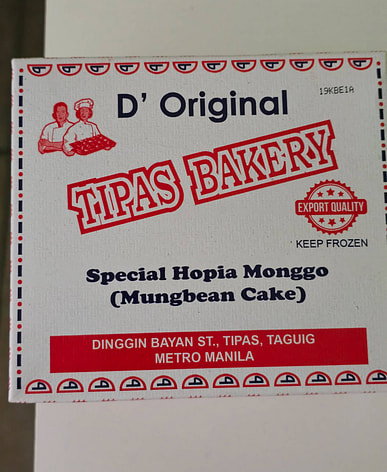 D' Original
19KBE1A
TIPAS BAKERY
EXPORT QUALITY
KEEP FROZEN
Special Hopia Monggo
(Mungbean Cake)
DINGGIN BAYAN ST., TIPAS, TAGUIG
METRO MANILA